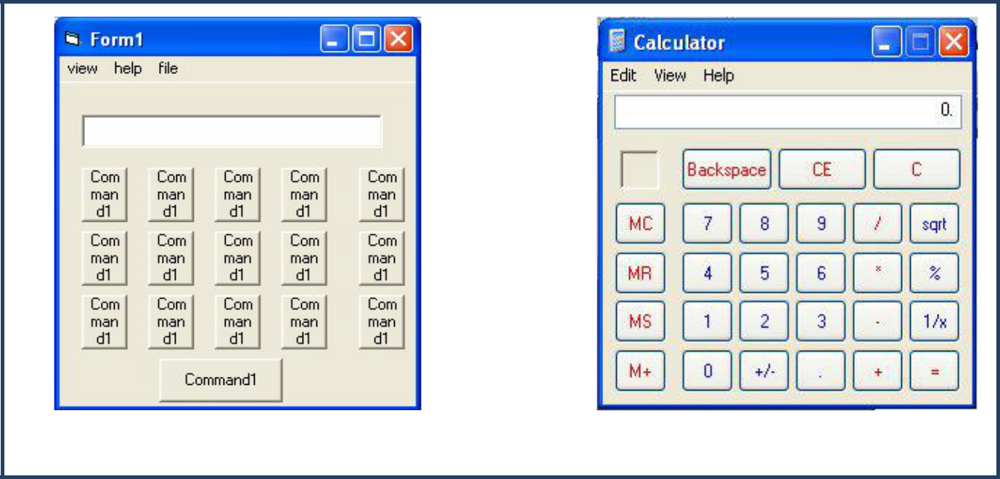 Form1
view help file
Com Com Com Com Com
man man man man man
d1 d1 d1 d1 d1
Com Com Com Com Com
man man man man man
d1 d1 d1 d1 d1
Com Com Com Com Com
man man man man man
d1 d1 d1 d1 d1
Command1
Calculator
Edit View Help
0.
Backspace CE C
MC 7 8 9 / sqrt
MR 4 5 6 * %
MS 1 2 3 - 1/x
M+ 0 +/- . + =